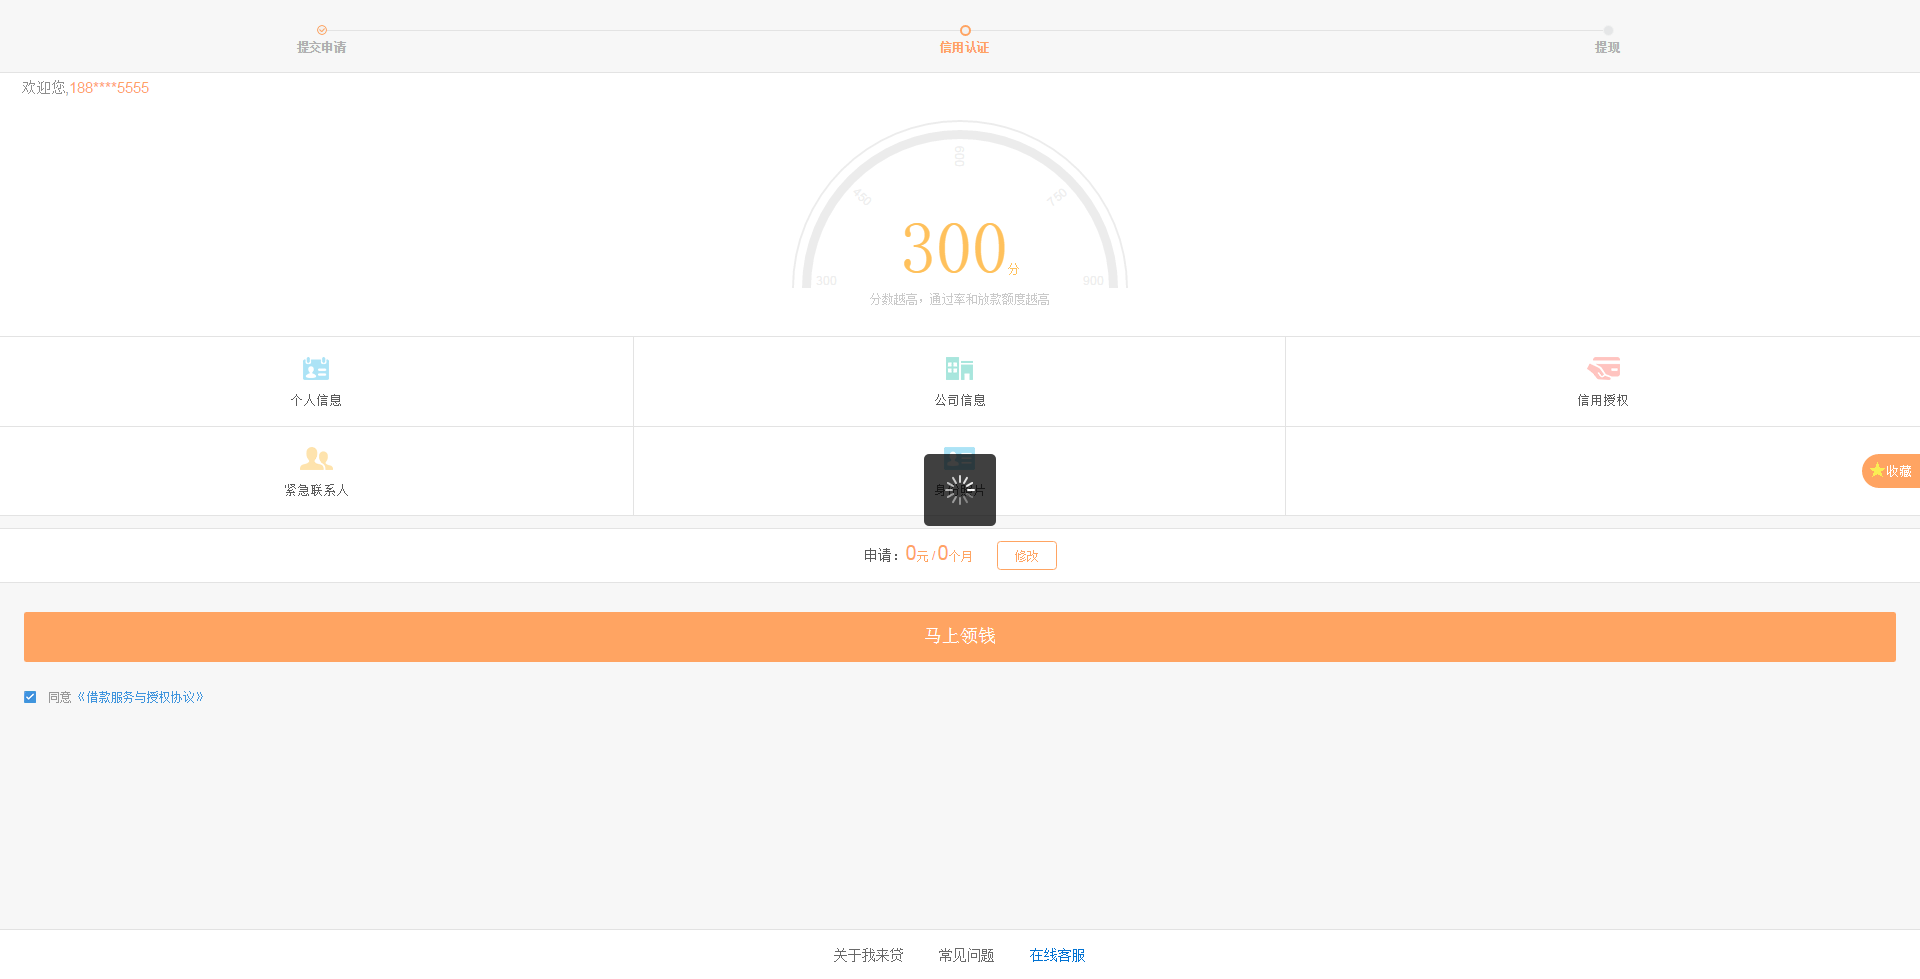 提交申请
信用认证
提现
欢迎您,188****5555
600
450
750
300分
300
900
分数越高，通过率和放款额度越高
个人信息
公司信息
信用授权
收藏
紧急联系人
申请：0元 / 0个月
修改
马上领钱
同意《借款服务与授权协议》
关于我来贷
常见问题
在线客服